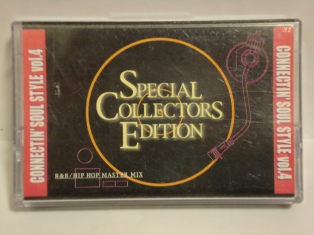 CONNECTIN' SOUL STYLE vol.4
SPECIAL
COLLECTORS
EDITION
R&B/HIP HOP MASTER MIX
CONNECTIN' SOUL STYLE vol.4